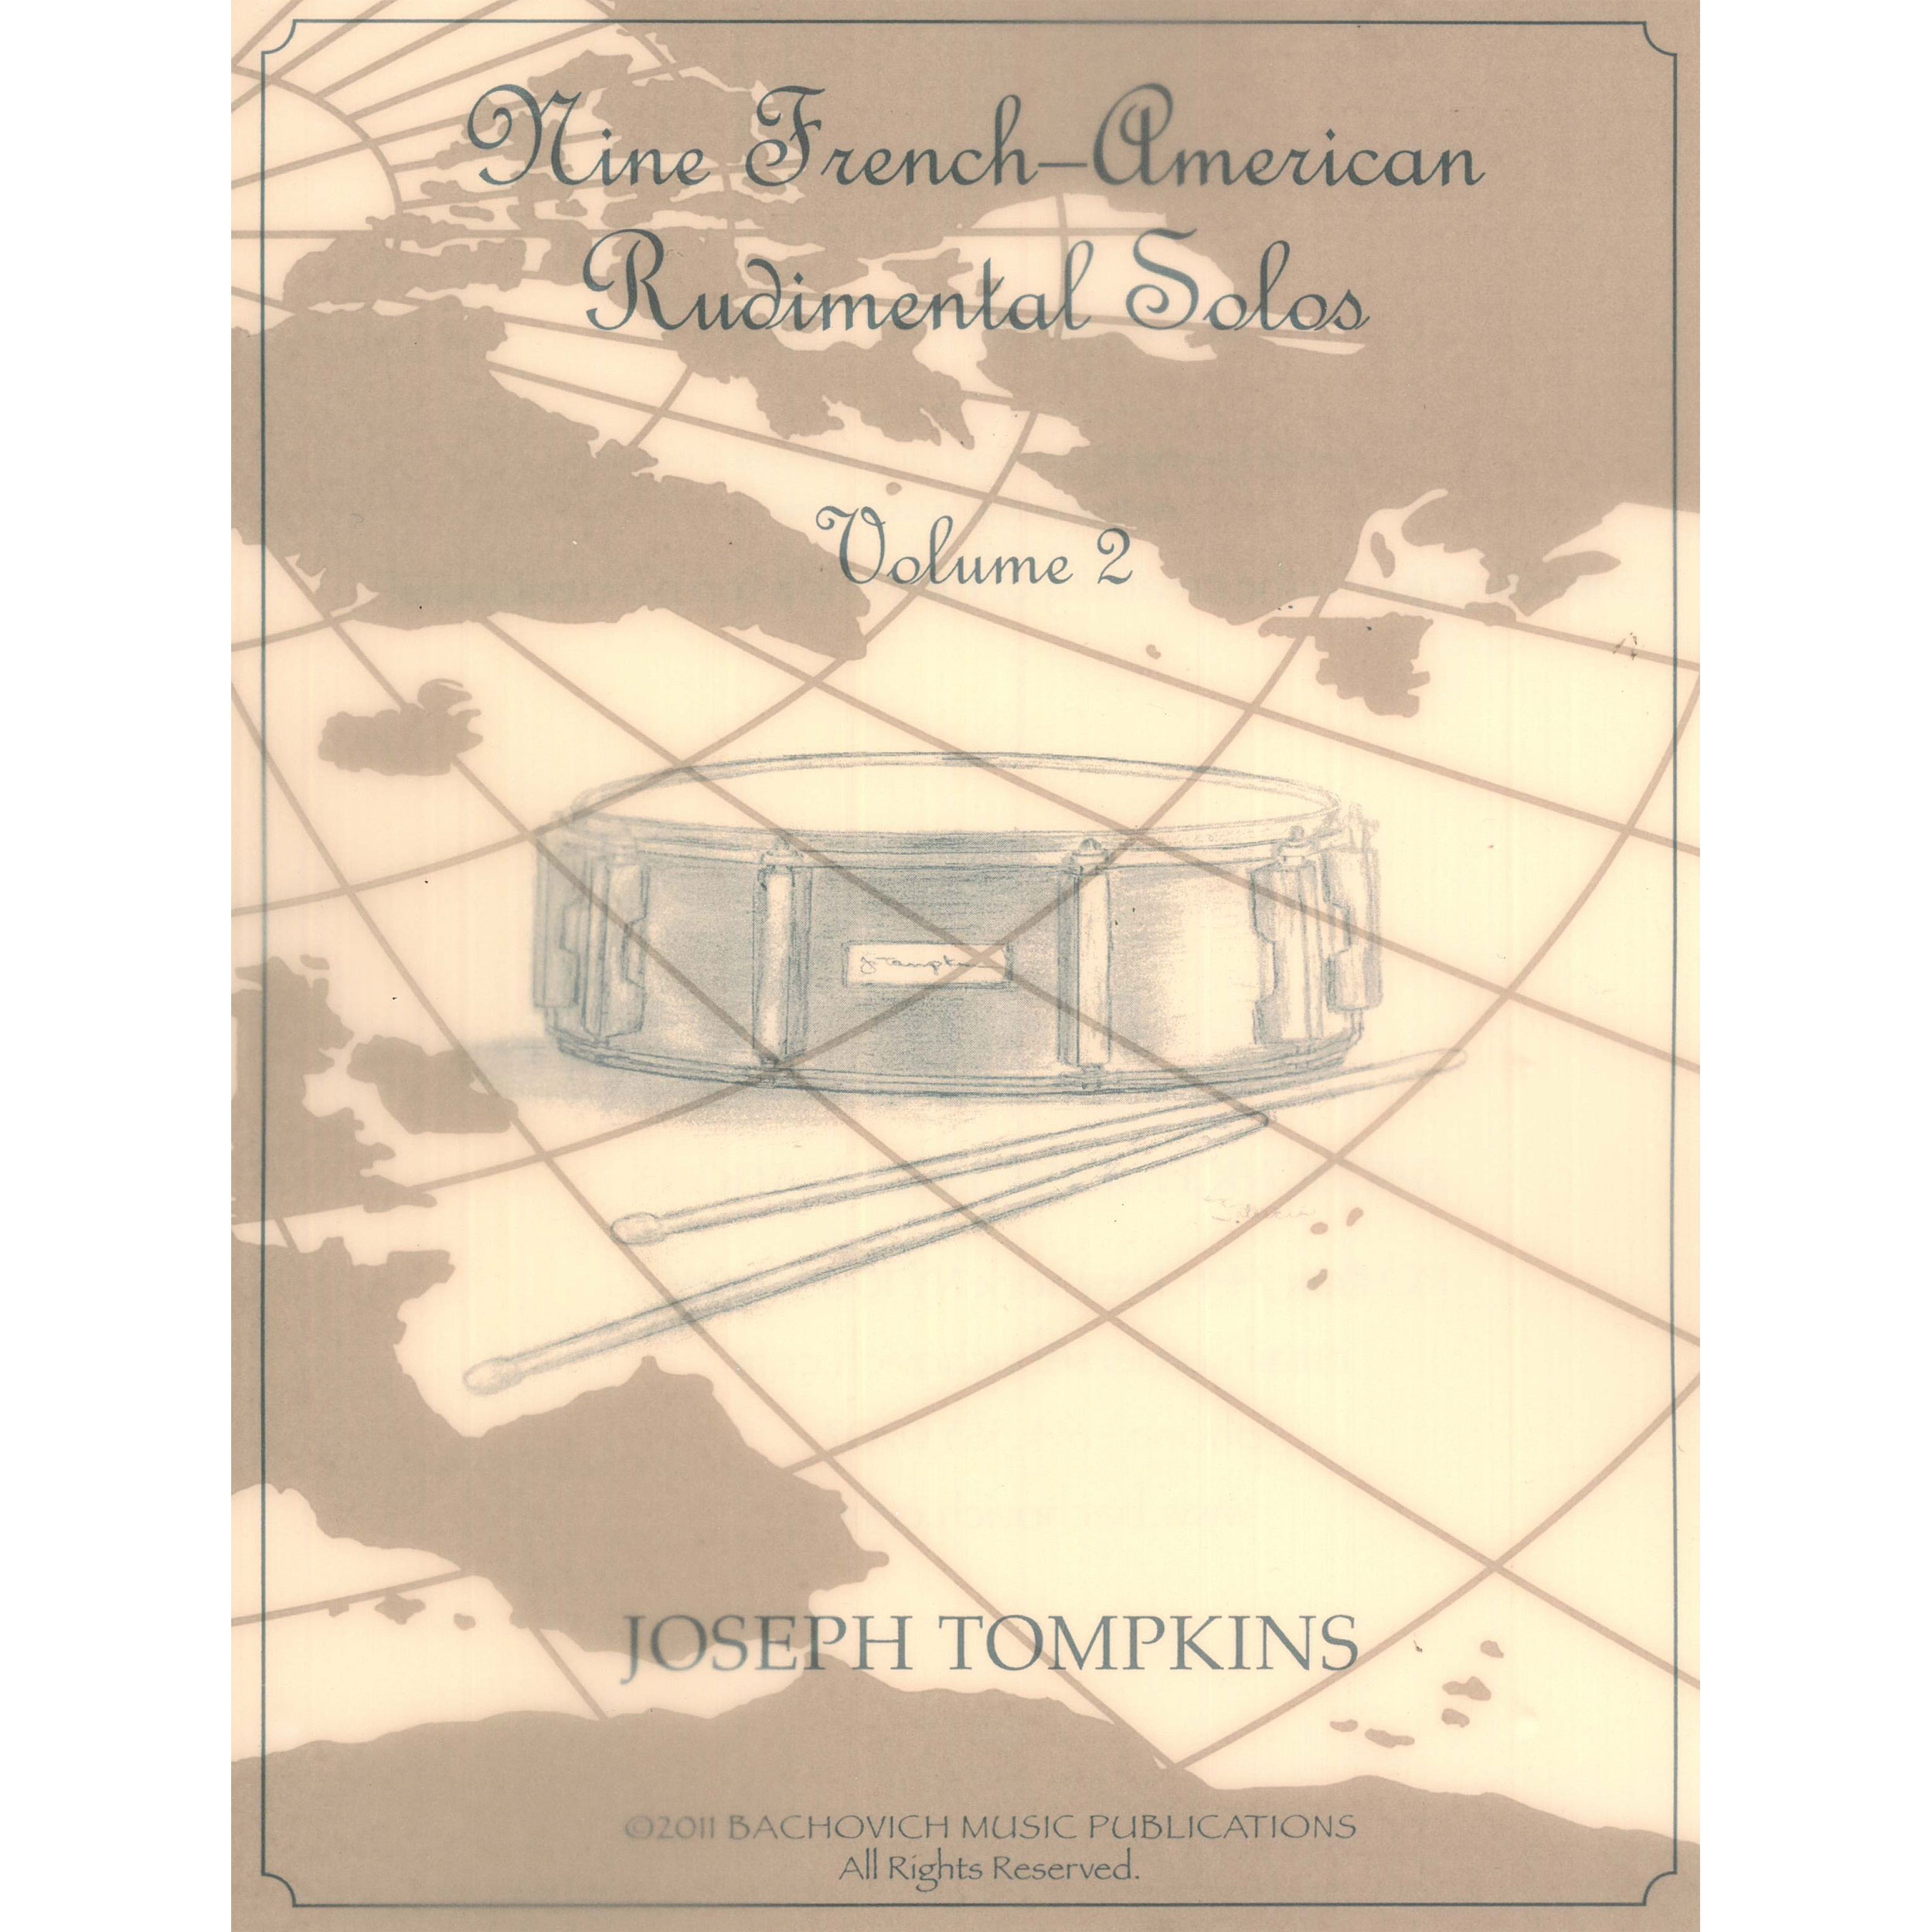 Nine French–American
Rudimental Solos
Volume 2
JOSEPH TOMPKINS
©2011 BACHOVICH MUSIC PUBLICATIONS
All Rights Reserved.